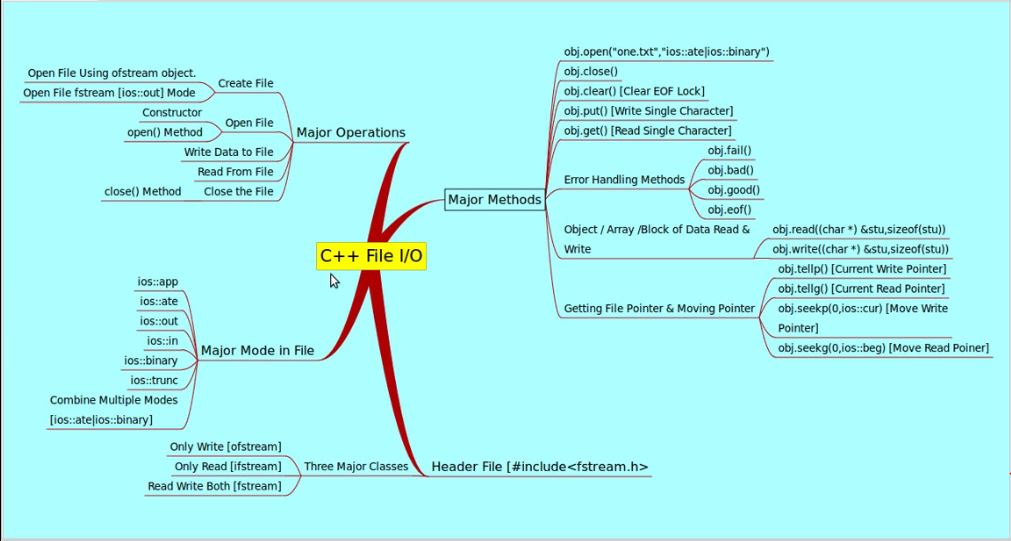 C++ File I/O
Major Operations
Create File
Open File Using ofstream object.
Open File fstream [ios::out] Mode
Open File
Constructor
open() Method
Write Data to File
Read From File
Close the File
close() Method
Major Methods
obj.open("one.txt","ios::ate|ios::binary")
obj.close()
obj.clear() [Clear EOF Lock]
obj.put() [Write Single Character]
obj.get() [Read Single Character]
Error Handling Methods
obj.fail()
obj.bad()
obj.good()
obj.eof()
Object / Array /Block of Data Read &
Write
obj.read((char *) &stu,sizeof(stu))
obj.write((char *) &stu,sizeof(stu))
Getting File Pointer & Moving Pointer
obj.tellp() [Current Write Pointer]
obj.tellg() [Current Read Pointer]
obj.seekp(0,ios::cur) [Move Write
Pointer]
obj.seekg(0,ios::beg) [Move Read Poiner]
Major Mode in File
ios::app
ios::ate
ios::out
ios::in
ios::binary
ios::trunc
Combine Multiple Modes
[ios::ate|ios::binary]
Header File [#include<fstream.h>
Three Major Classes
Only Write [ofstream]
Only Read [ifstream]
Read Write Both [fstream]